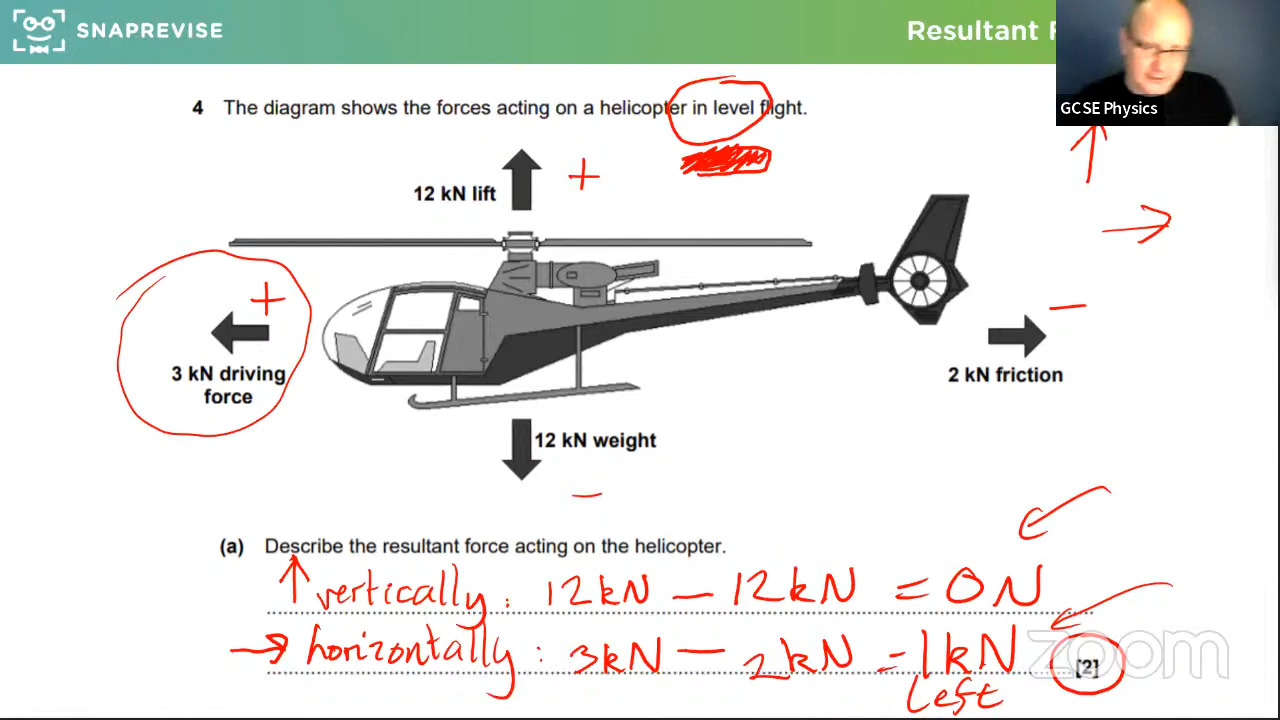 SNAPREVISE
Resultant F
GCSE Physics
4 The diagram shows the forces acting on a helicopter in level flight.
12 kN lift +
+
−
3 kN driving
force
2 kN friction
12 kN weight
−
(a) Describe the resultant force acting on the helicopter.
↑ vertically : 12kN − 12kN = 0N
→ horizontally : 3kN − 2kN = 1kN
left
zoom
[2]